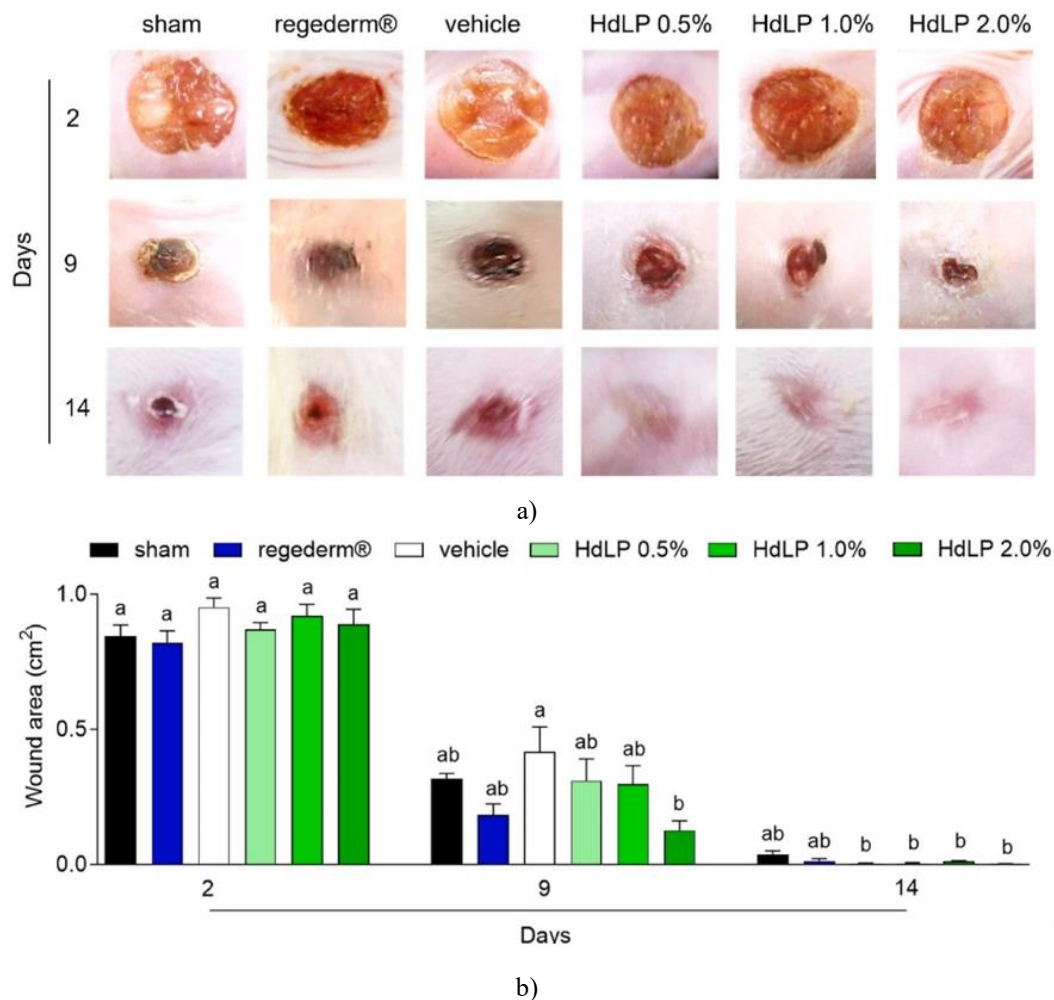 sham regederm® vehicle HdLP 0.5% HdLP 1.0% HdLP 2.0%
Days
2
9
14
a)
sham regederm® vehicle HdLP 0.5% HdLP 1.0% HdLP 2.0%
Wound area (cm²)
1.0
a a a a a a
0.5
ab ab a ab ab b
0.0
ab ab b b b b
2 9 14
Days
b)